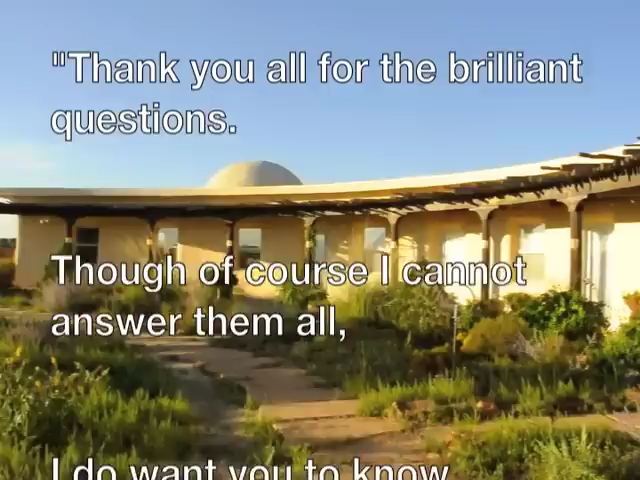 "Thank you all for the brilliant
questions.
Though of course I cannot
answer them all,
I do want you to know